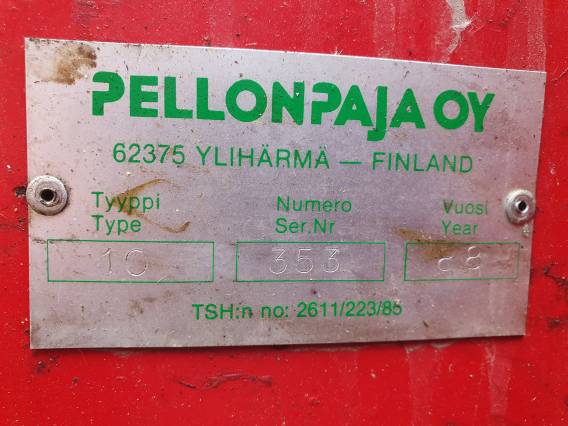 PELLONPAJA OY
62375 YLIHÄRMÄ — FINLAND
Tyyppi Numero Vuosi
Type Ser.Nr Year
10 353 88
TSH:n no: 2611/223/85